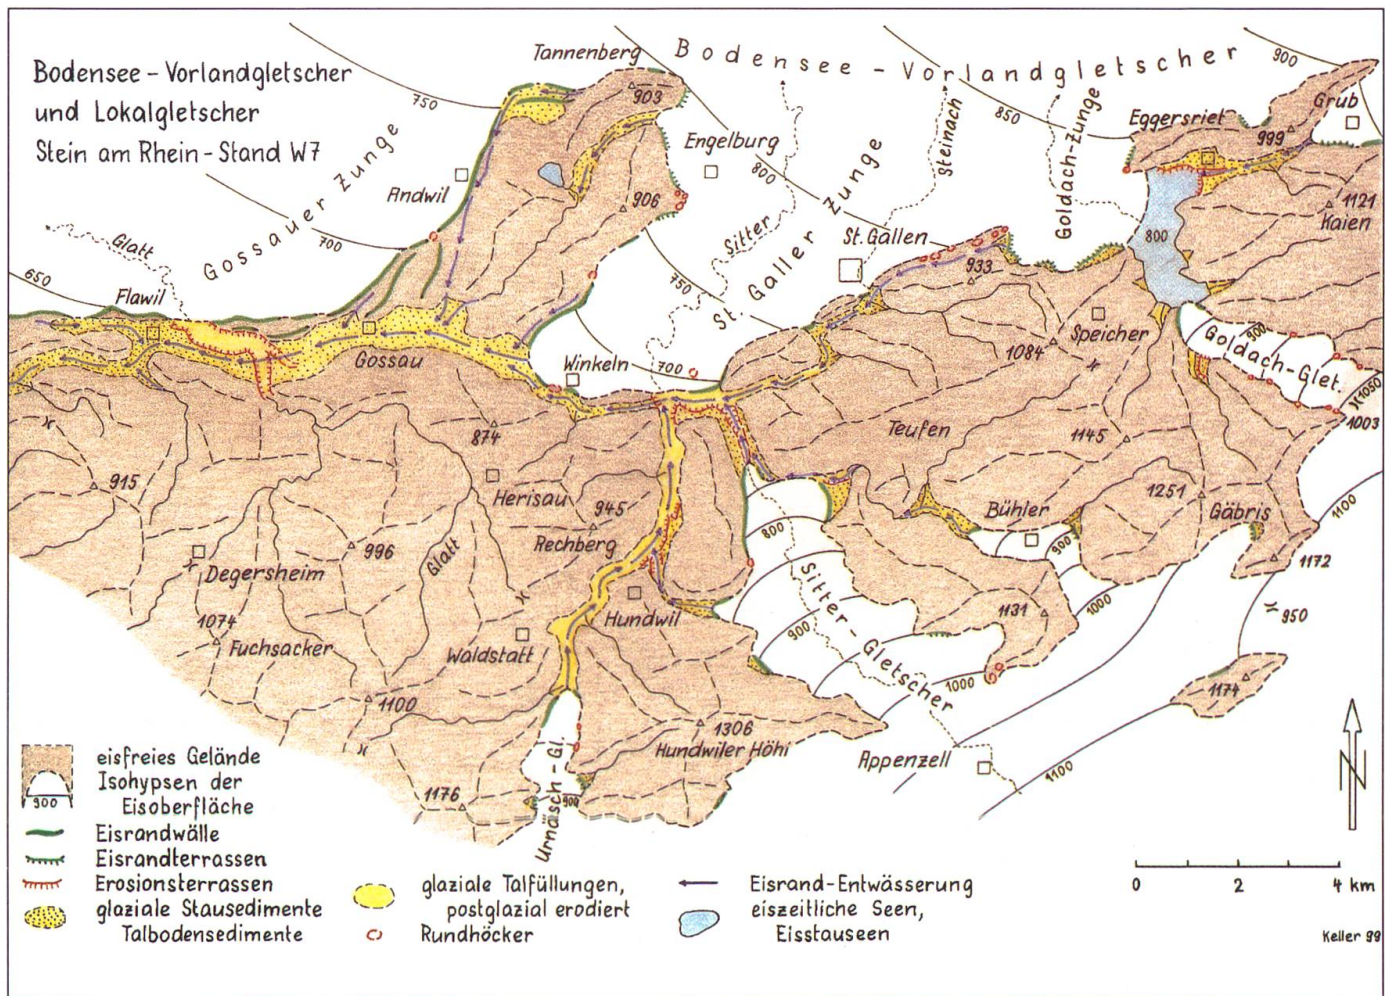 Bodensee - Vorlandgletscher
und Lokalgletscher
Stein am Rhein - Stand W7
Bodensee - Vorlandgletscher
Tannenberg
903
750
900
850
Grub
Eggersriet
999
Engelburg
800
Steinach
Goldach-Zunge
Gossauer Zunge
Andwil
906
1121
Kaien
Glatt
700
Sitter
St. Galler Zunge
St. Gallen
933
800
650
Flawil
750
Speicher
1084
Goldach-Glet.
900
Gossau
Winkeln
700
1050
1003
874
Teufen
1145
915
Herisau
945
1251
Gäbris
1100
Rechberg
800
Bühler
900
996
Glatt
Degersheim
1172
Sitter-Gletscher
1000
1074
Fuchsacker
Hundwil
900
1131
950
Waldstatt
1000
1174
1100
1306
Hundwiler Höhi
Appenzell
1100
1176
900
Urnäsch-Gl.
N
eisfreies Gelände
Isohypsen der
Eisoberfläche
900
Eisrandwälle
Eisrandterrassen
Erosionsterrassen
glaziale Stausedimente
Talbodensedimente
glaziale Talfüllungen,
postglazial erodiert
Rundhöcker
Eisrand-Entwässerung
eiszeitliche Seen,
Eisstauseen
0 2 4 km
Keller 99